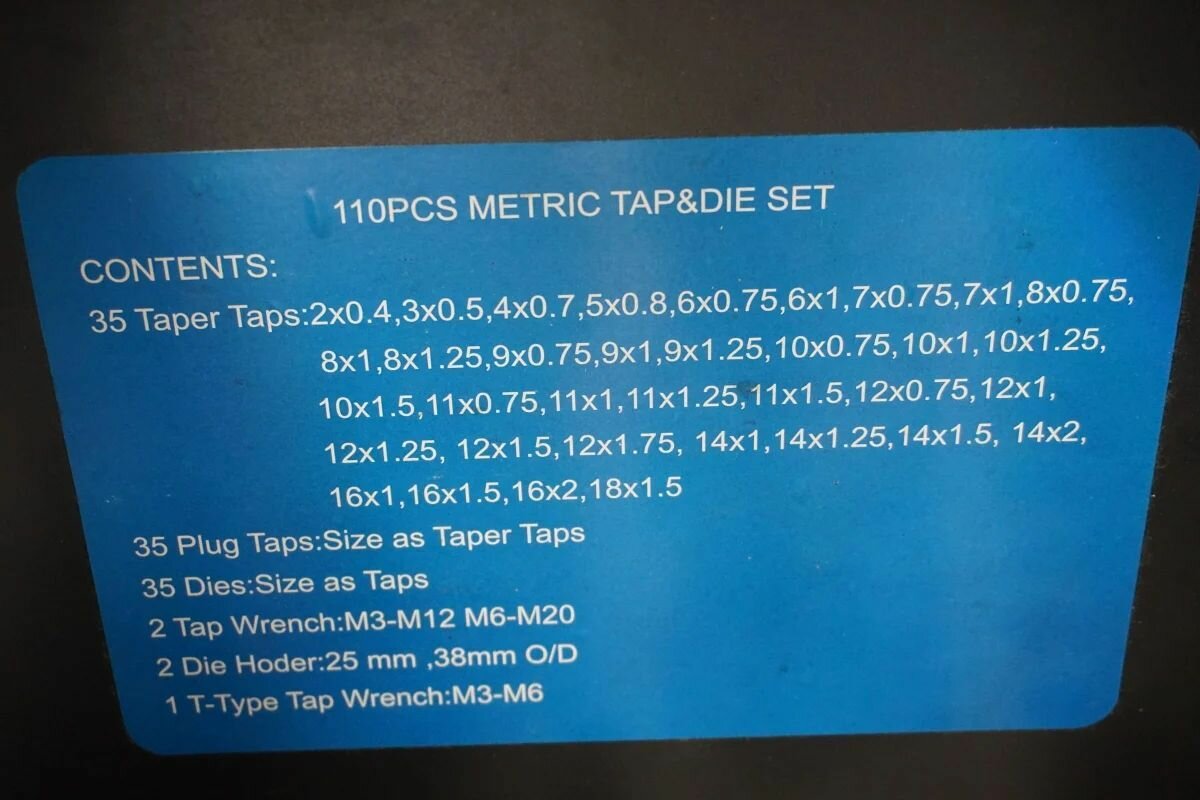 110PCS METRIC TAP&DIE SET
CONTENTS:
35 Taper Taps:2x0.4,3x0.5,4x0.7,5x0.8,6x0.75,6x1,7x0.75,7x1,8x0.75,
8x1,8x1.25,9x0.75,9x1,9x1.25,10x0.75,10x1,10x1.25,
10x1.5,11x0.75,11x1,11x1.25,11x1.5,12x0.75,12x1,
12x1.25, 12x1.5,12x1.75, 14x1,14x1.25,14x1.5, 14x2,
16x1,16x1.5,16x2,18x1.5
35 Plug Taps:Size as Taper Taps
35 Dies:Size as Taps
2 Tap Wrench:M3-M12 M6-M20
2 Die Hoder:25 mm ,38mm O/D
1 T-Type Tap Wrench:M3-M6